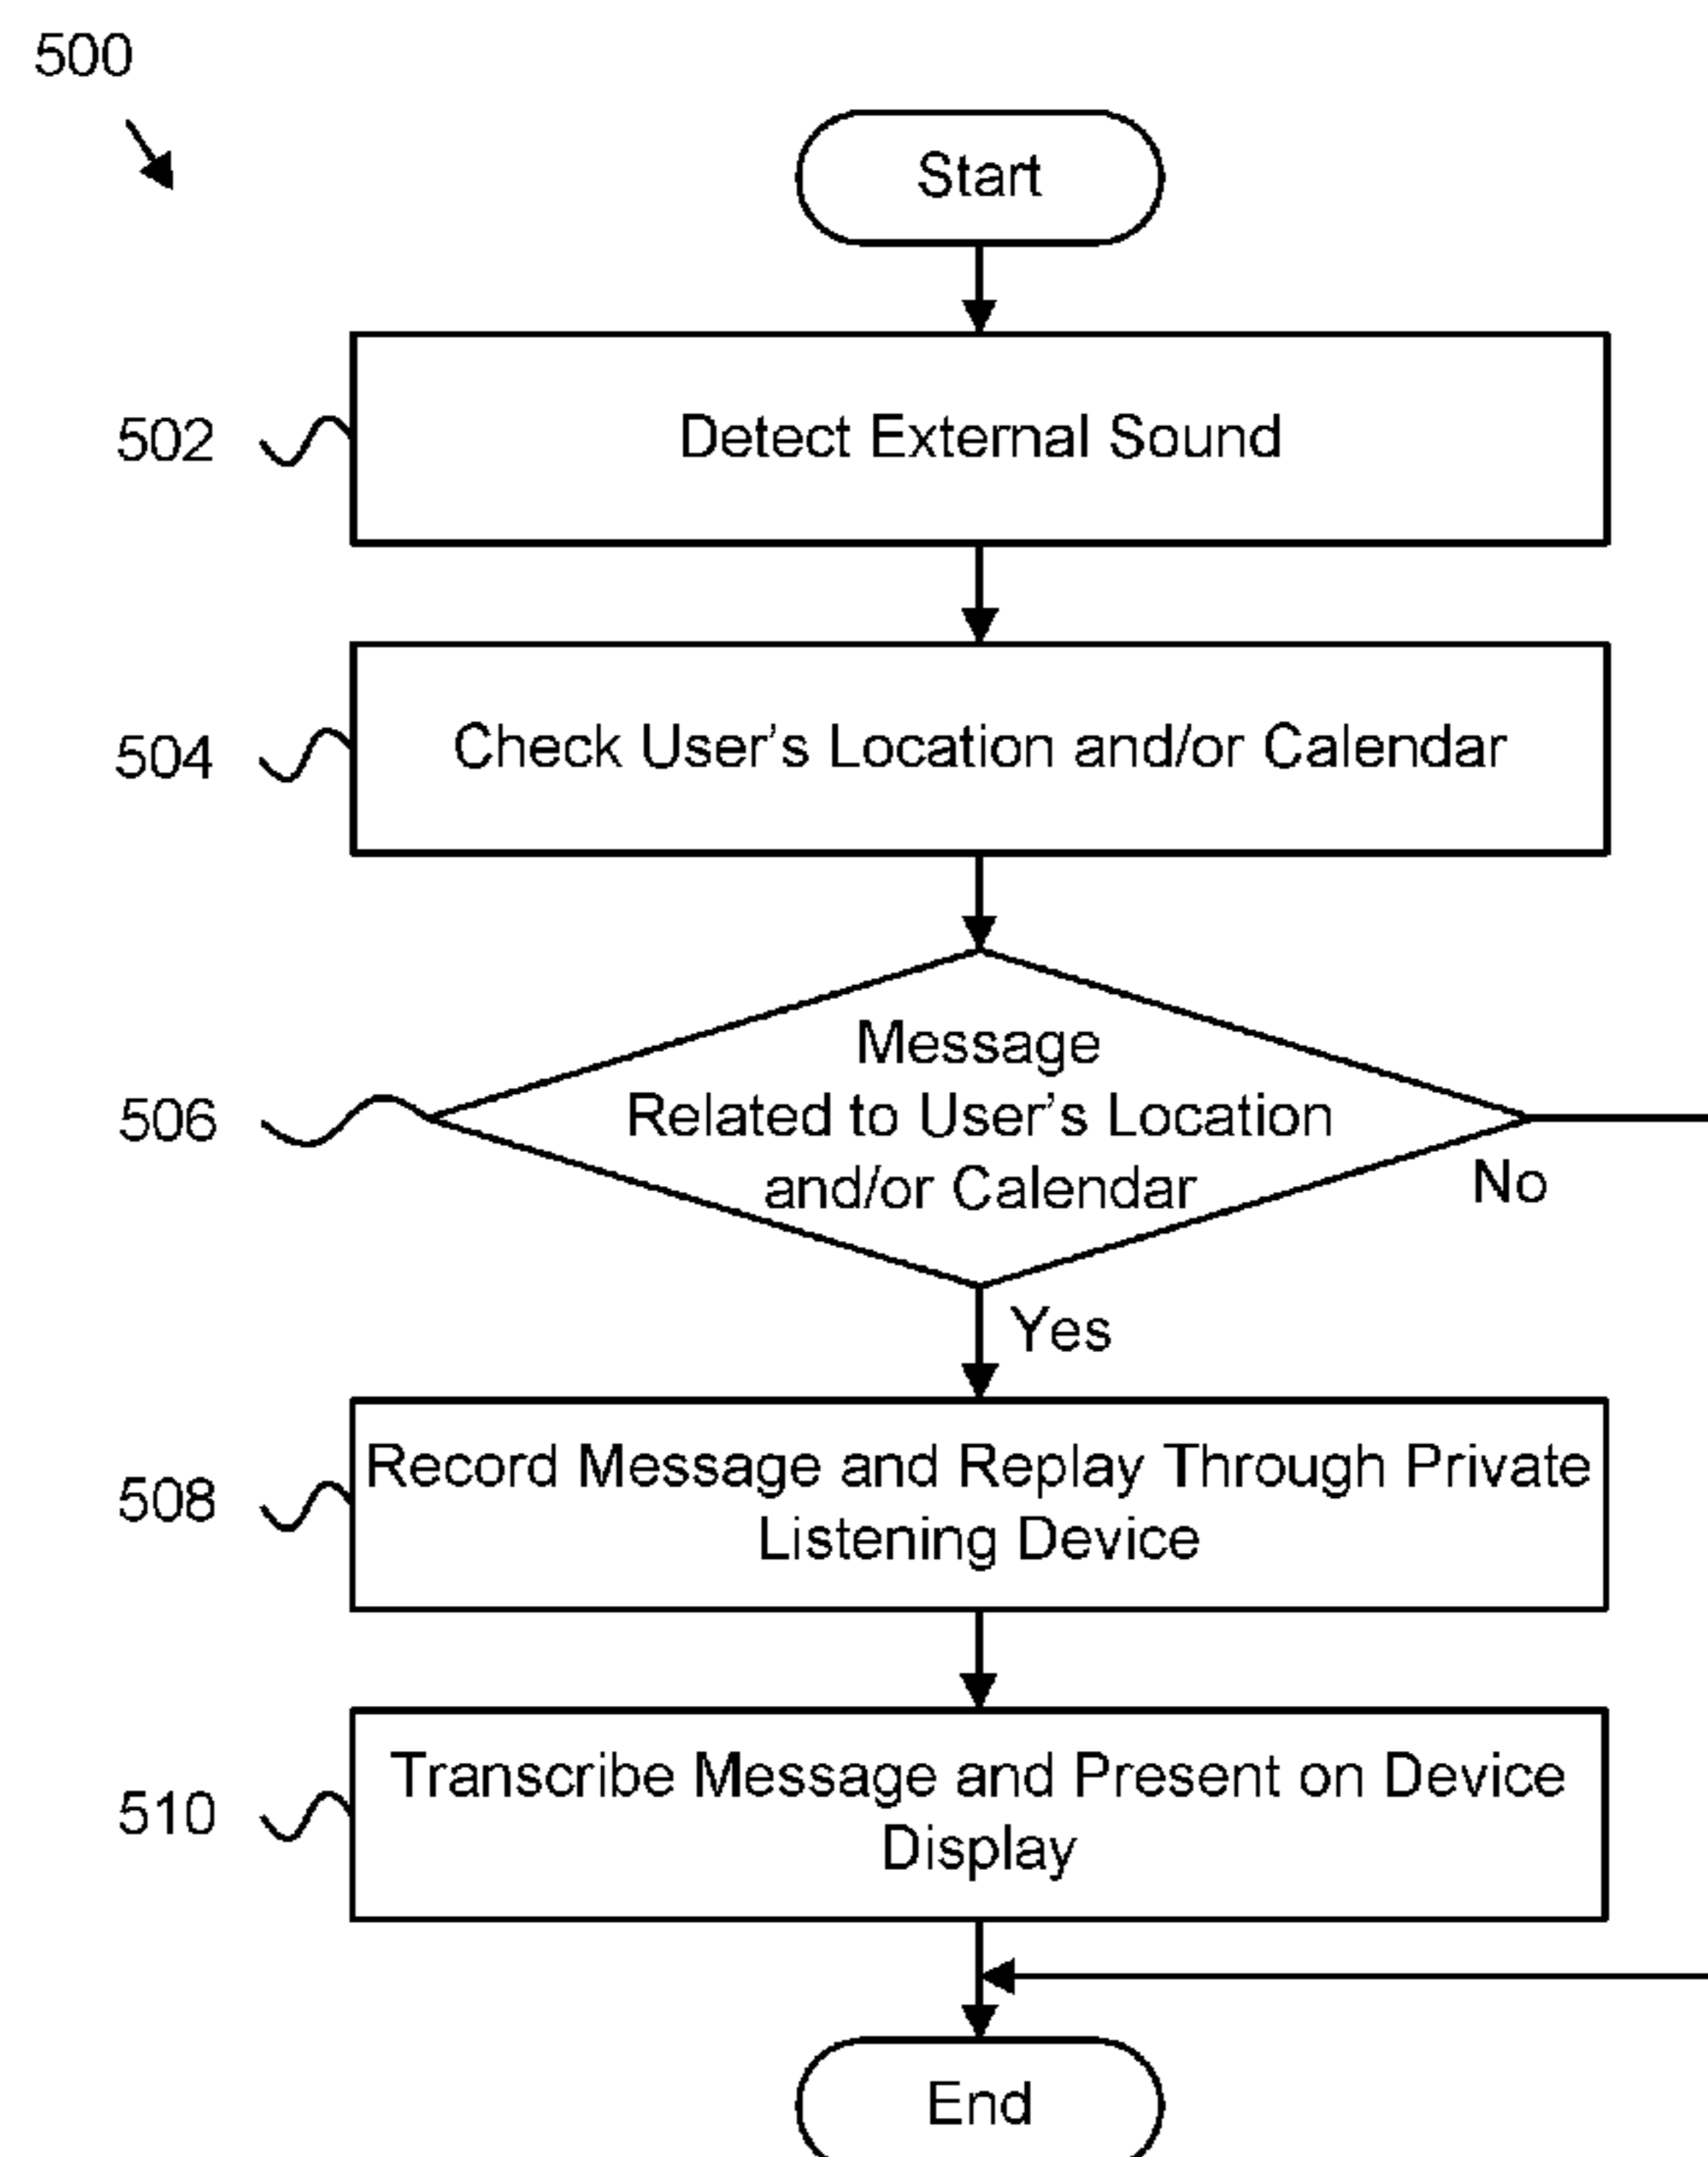 500
Start
502
Detect External Sound
504
Check User's Location and/or Calendar
506
Message
Related to User's Location
and/or Calendar
No
Yes
508
Record Message and Replay Through Private
Listening Device
510
Transcribe Message and Present on Device
Display
End